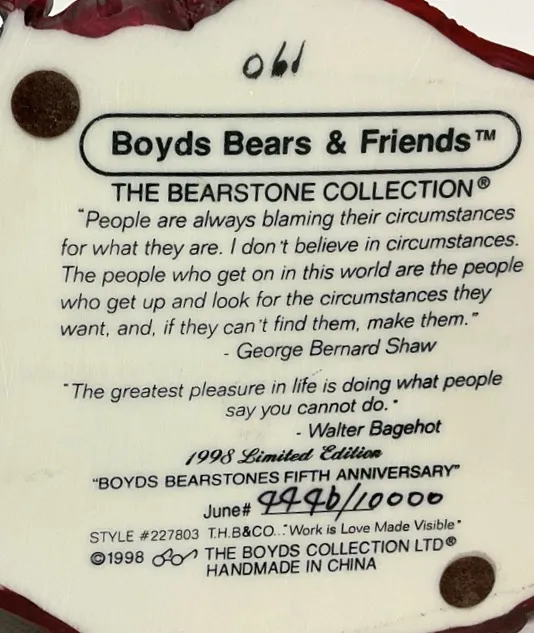 061
Boyds Bears & Friends™
THE BEARSTONE COLLECTION®
"People are always blaming their circumstances
for what they are. I don't believe in circumstances.
The people who get on in this world are the people
who get up and look for the circumstances they
want, and, if they can't find them, make them."
- George Bernard Shaw
"The greatest pleasure in life is doing what people
say you cannot do."
- Walter Bagehot
1998 Limited Edition
"BOYDS BEARSTONES FIFTH ANNIVERSARY"
June# /10000
STYLE #227803 T.H.B&CO..."Work is Love Made Visible"
©1998 THE BOYDS COLLECTION LTD®
HANDMADE IN CHINA